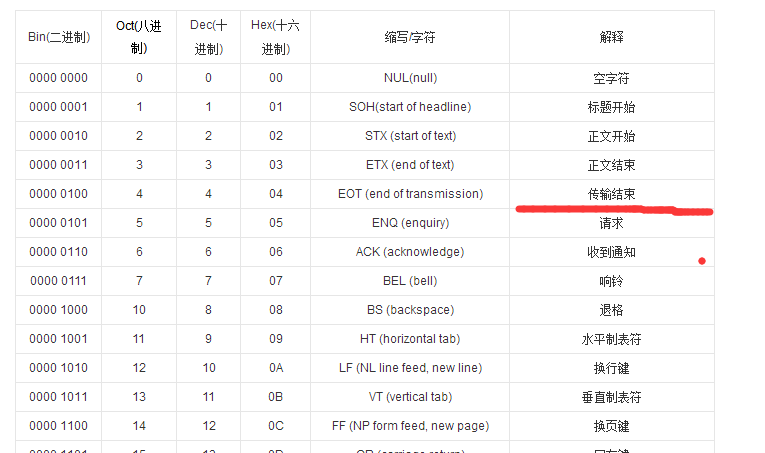 Bin(二进制) Oct(八进制) Dec(十进制) Hex(十六进制) 缩写/字符 解释
0000 0000 0 0 00 NUL(null) 空字符
0000 0001 1 1 01 SOH(start of headline) 标题开始
0000 0010 2 2 02 STX (start of text) 正文开始
0000 0011 3 3 03 ETX (end of text) 正文结束
0000 0100 4 4 04 EOT (end of transmission) 传输结束
0000 0101 5 5 05 ENQ (enquiry) 请求
0000 0110 6 6 06 ACK (acknowledge) 收到通知
0000 0111 7 7 07 BEL (bell) 响铃
0000 1000 10 8 08 BS (backspace) 退格
0000 1001 11 9 09 HT (horizontal tab) 水平制表符
0000 1010 12 10 0A LF (NL line feed, new line) 换行键
0000 1011 13 11 0B VT (vertical tab) 垂直制表符
0000 1100 14 12 0C FF (NP form feed, new page) 换页键